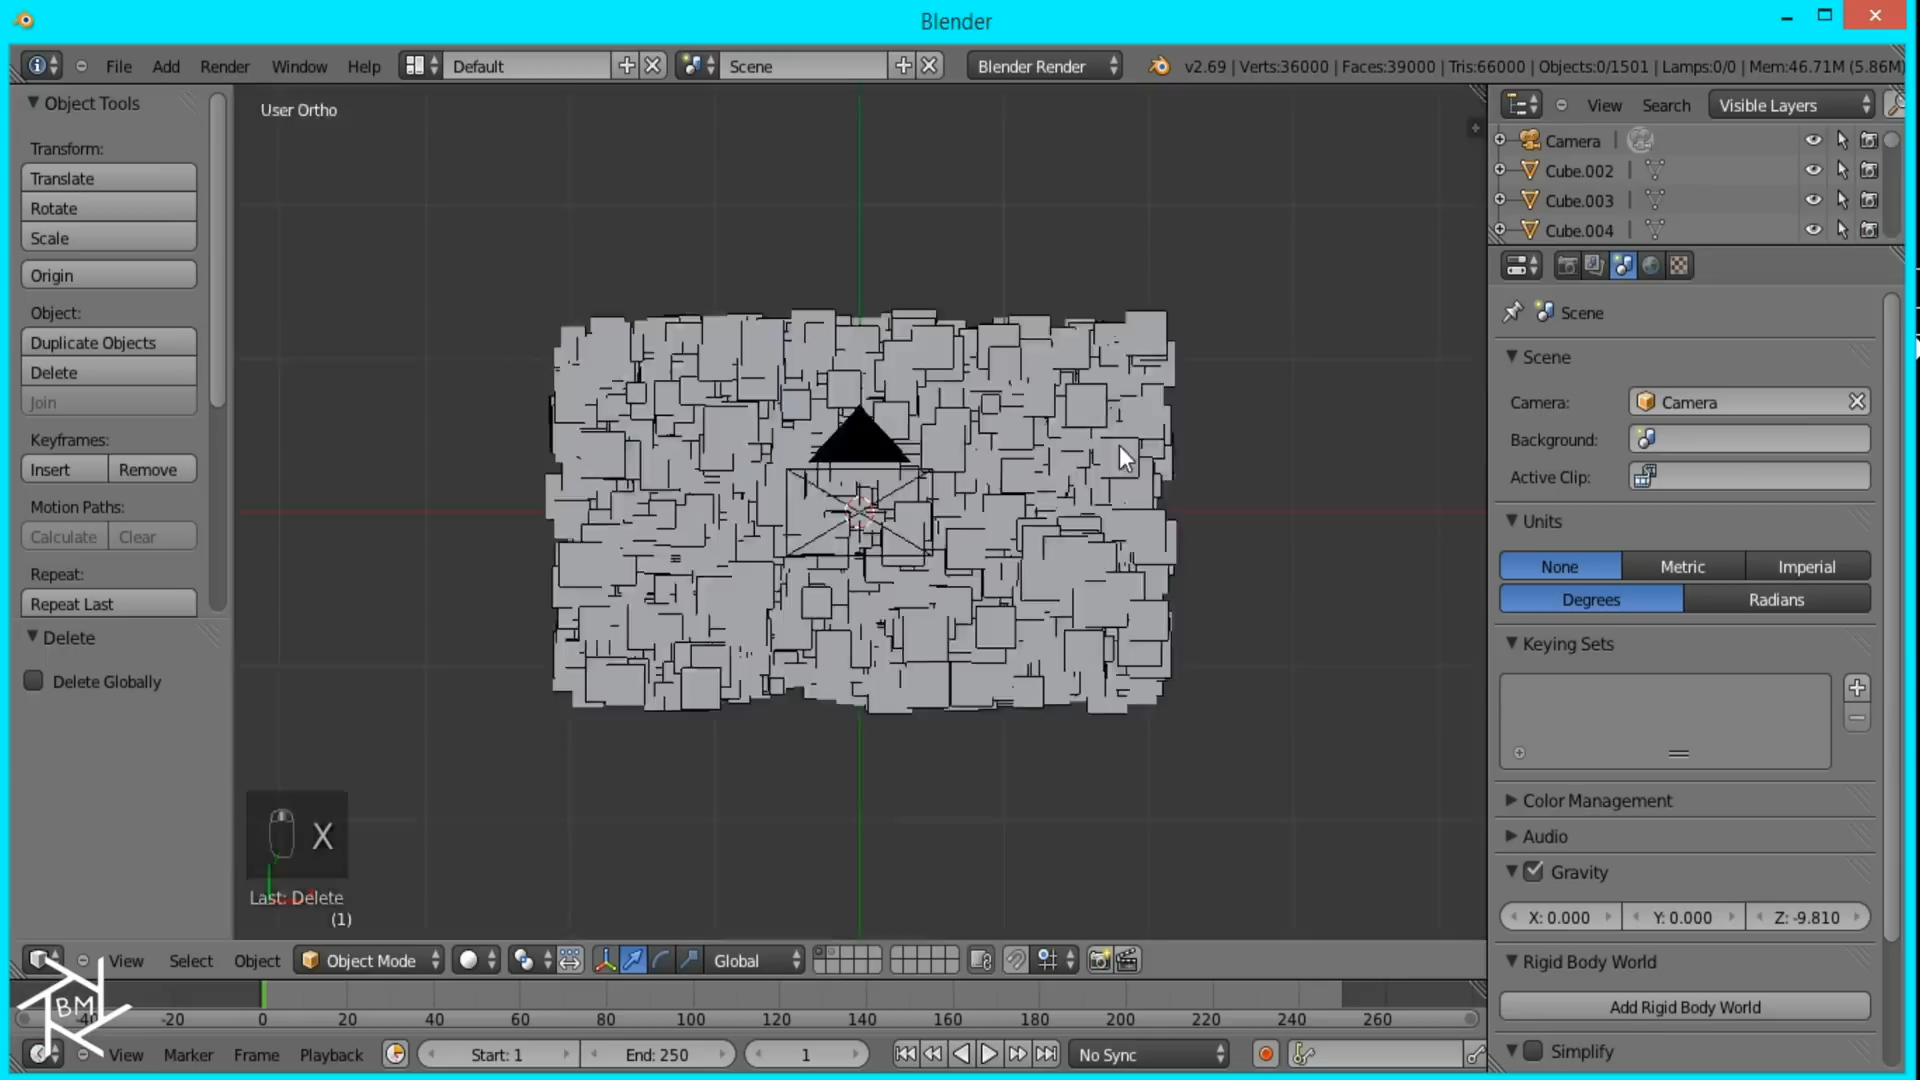 Blender
File Add Render Window Help Default Scene Blender Render v2.69 | Verts:36000 | Faces:39000 | Tris:66000 | Objects:0/1501 | Lamps:0/0 | Mem:46.71M (5.86M)
Object Tools
Transform:
Translate
Rotate
Scale
Origin
Object:
Duplicate Objects
Delete
Join
Keyframes:
Insert Remove
Motion Paths:
Calculate Clear
Repeat:
Repeat Last
Delete
Delete Globally
User Ortho
X
Last: Delete
(1)
View Search Visible Layers
Camera
Cube.002
Cube.003
Cube.004
Scene
Scene
Camera: Camera
Background:
Active Clip:
Units
None Metric Imperial
Degrees Radians
Keying Sets
Color Management
Audio
Gravity
X: 0.000 Y: 0.000 Z: -9.810
Rigid Body World
Add Rigid Body World
Simplify
View Select Object Object Mode Global
-40 -20 0 20 40 60 80 100 120 140 160 180 200 220 240 260
View Marker Frame Playback Start: 1 End: 250 1 No Sync
BM